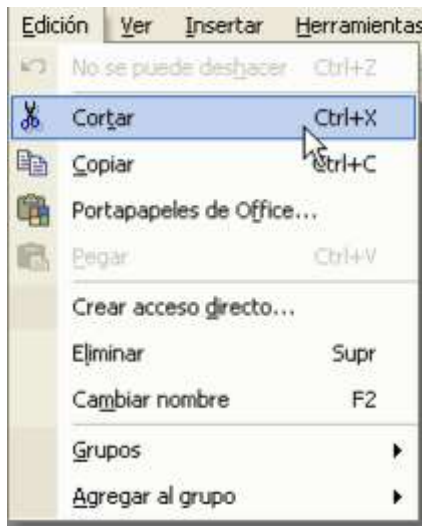 Edición Ver Insertar Herramientas
No se puede deshacer Ctrl+Z
Cortar Ctrl+X
Copiar Ctrl+C
Portapapeles de Office...
Pegar Ctrl+V
Crear acceso directo...
Eliminar Supr
Cambiar nombre F2
Grupos
Agregar al grupo